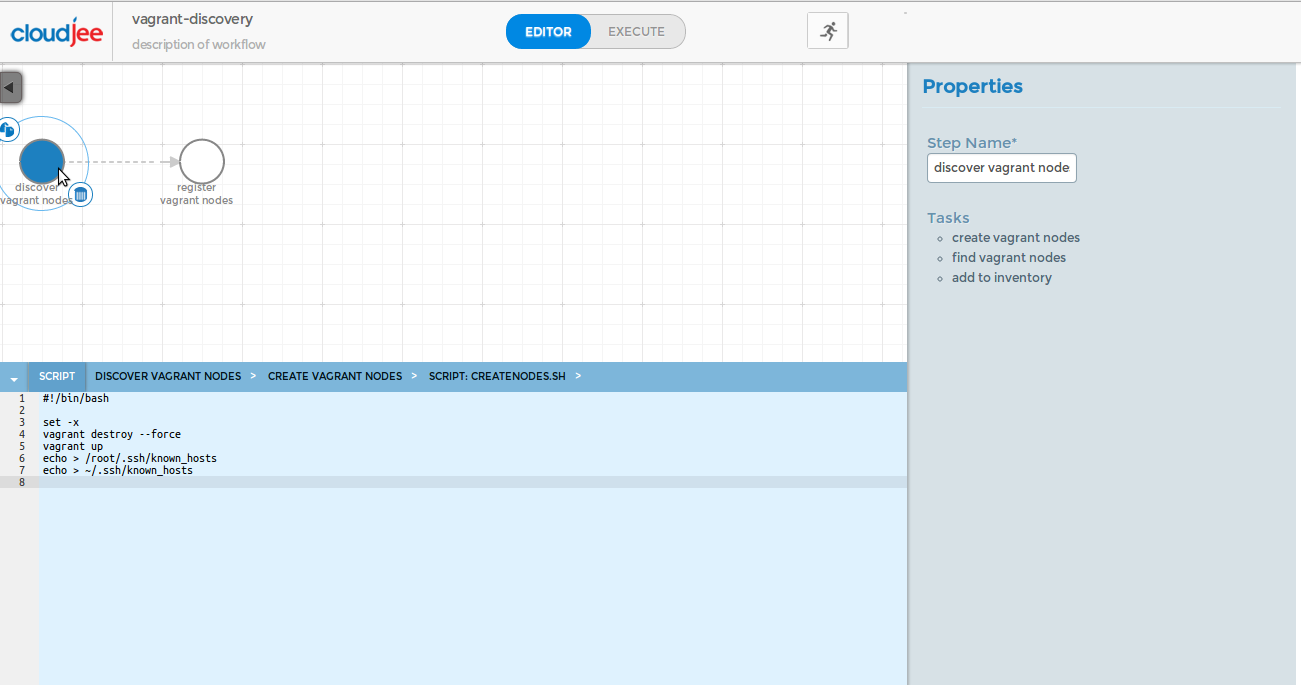 cloudjee
vagrant-discovery
description of workflow
EDITOR
EXECUTE
discover
vagrant nodes
register
vagrant nodes
Properties
Step Name*
discover vagrant node
Tasks
create vagrant nodes
find vagrant nodes
add to inventory
SCRIPT DISCOVER VAGRANT NODES > CREATE VAGRANT NODES > SCRIPT: CREATENODES.SH >
1 #!/bin/bash
2
3 set -x
4 vagrant destroy --force
5 vagrant up
6 echo > /root/.ssh/known_hosts
7 echo > ~/.ssh/known_hosts
8